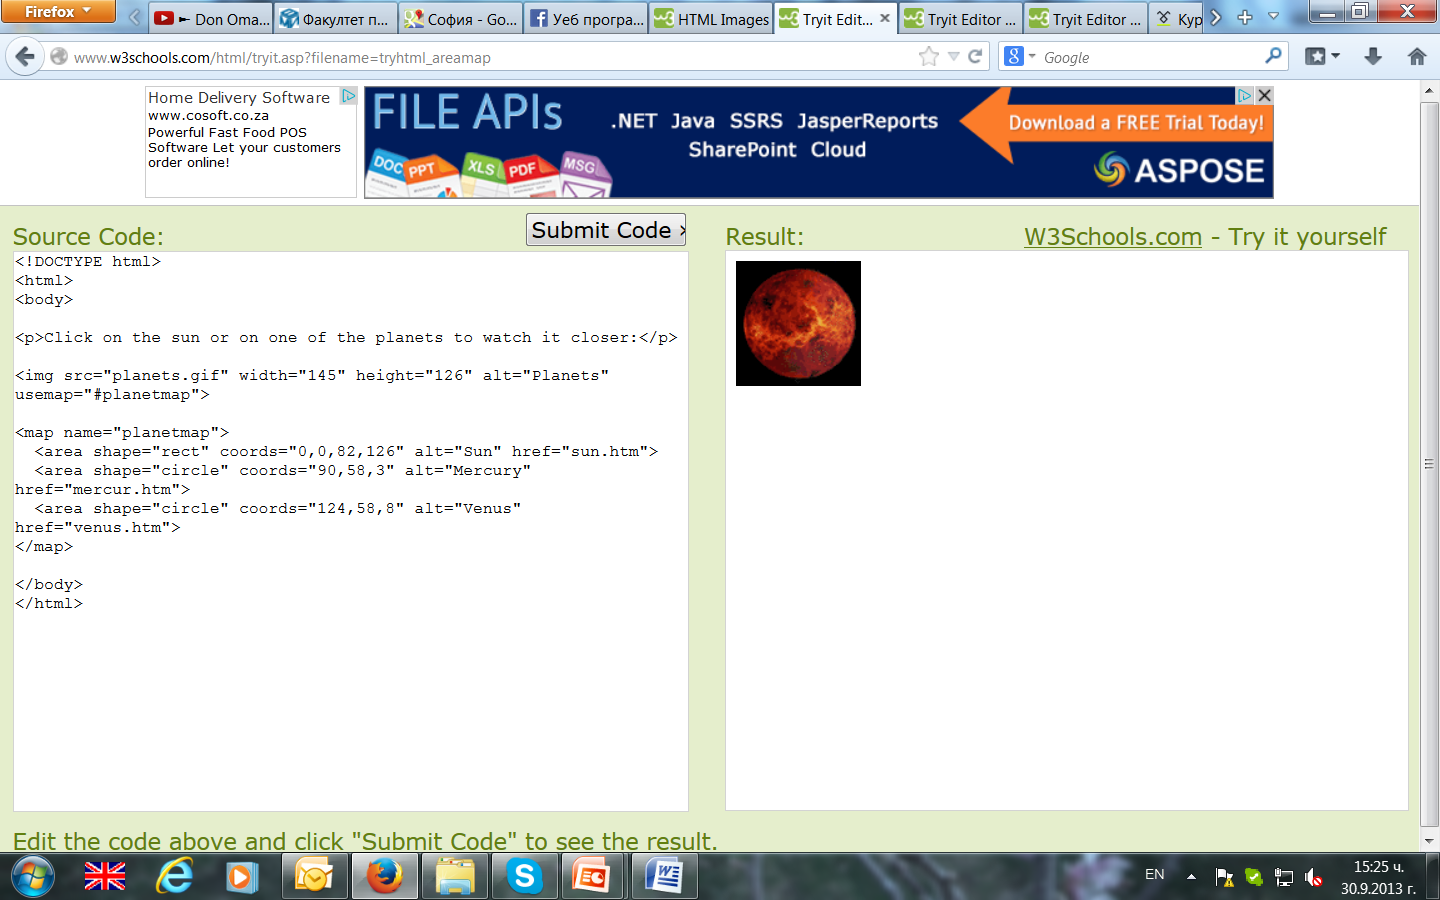 Firefox
Don Oma...
Факултет п...
София - Go...
Уеб програ...
HTML Images
Tryit Edit...
Tryit Editor ...
Tryit Editor ...
Кур
www.w3schools.com/html/tryit.asp?filename=tryhtml_areamap
Google
Home Delivery Software
www.cosoft.co.za
Powerful Fast Food POS
Software Let your customers
order online!
FILE APIs
.NET Java SSRS JasperReports
SharePoint Cloud
Download a FREE Trial Today!
ASPOSE
DOC PPT XLS PDF MSG
Source Code:
Submit Code ›
Result:
W3Schools.com - Try it yourself
<!DOCTYPE html>
<html>
<body>
<p>Click on the sun or on one of the planets to watch it closer:</p>
<img src="planets.gif" width="145" height="126" alt="Planets"
usemap="#planetmap">
<map name="planetmap">
<area shape="rect" coords="0,0,82,126" alt="Sun" href="sun.htm">
<area shape="circle" coords="90,58,3" alt="Mercury"
href="mercur.htm">
<area shape="circle" coords="124,58,8" alt="Venus"
href="venus.htm">
</map>
</body>
</html>
Edit the code above and click "Submit Code" to see the result.
EN
15:25 ч.
30.9.2013 г.